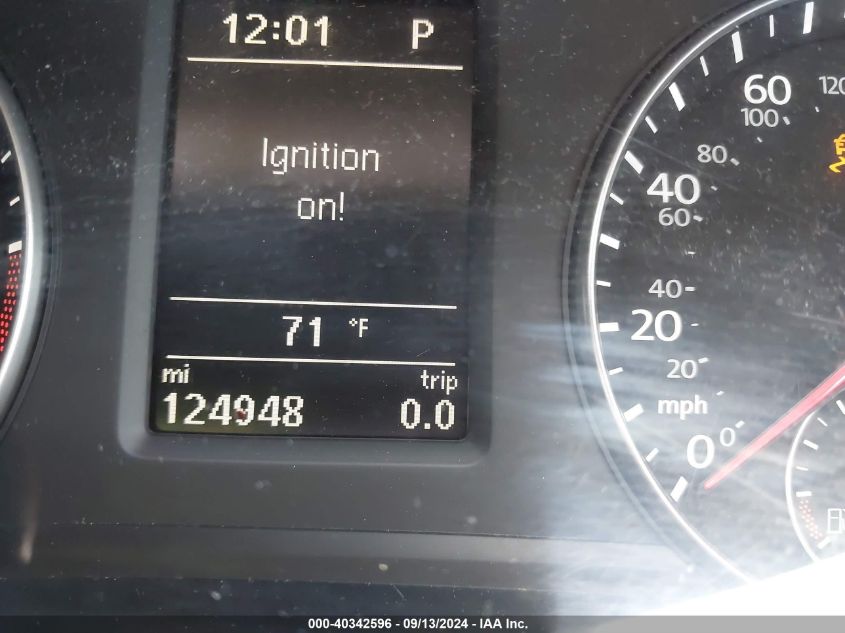 12:01 P
Ignition
on!
71 °F
mi trip
124948 0.0
60 120
100
80
40
60
40
20
20
mph
0 0
000-40342596 - 09/13/2024 - IAA Inc.